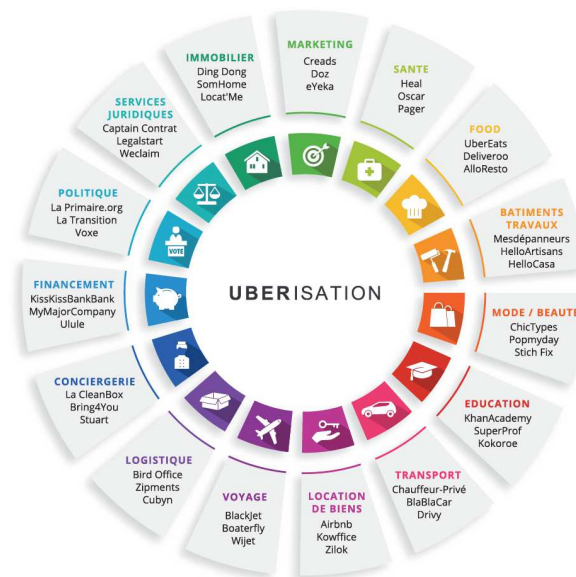 MARKETING
Creads
Doz
eYeka
SANTE
Heal
Oscar
Pager
FOOD
UberEats
Deliveroo
AlloResto
BATIMENTS
TRAVAUX
Mesdépanneurs
HelloArtisans
HelloCasa
MODE / BEAUTE
ChicTypes
Popmyday
Stich Fix
EDUCATION
KhanAcademy
SuperProf
Kokoroe
TRANSPORT
Chauffeur-Privé
BlaBlaCar
Drivy
LOCATION
DE BIENS
Airbnb
Kowffice
Zilok
VOYAGE
BlackJet
Boaterfly
Wijet
LOGISTIQUE
Bird Office
Zipments
Cubyn
CONCIERGERIE
La CleanBox
Bring4You
Stuart
FINANCEMENT
KissKissBankBank
MyMajorCompany
Ulule
POLITIQUE
La Primaire.org
La Transition
Voxe
VOTE
SERVICES
JURIDIQUES
Captain Contrat
Legalstart
Weclaim
IMMOBILIER
Ding Dong
SomHome
Locat'Me
UBERISATION